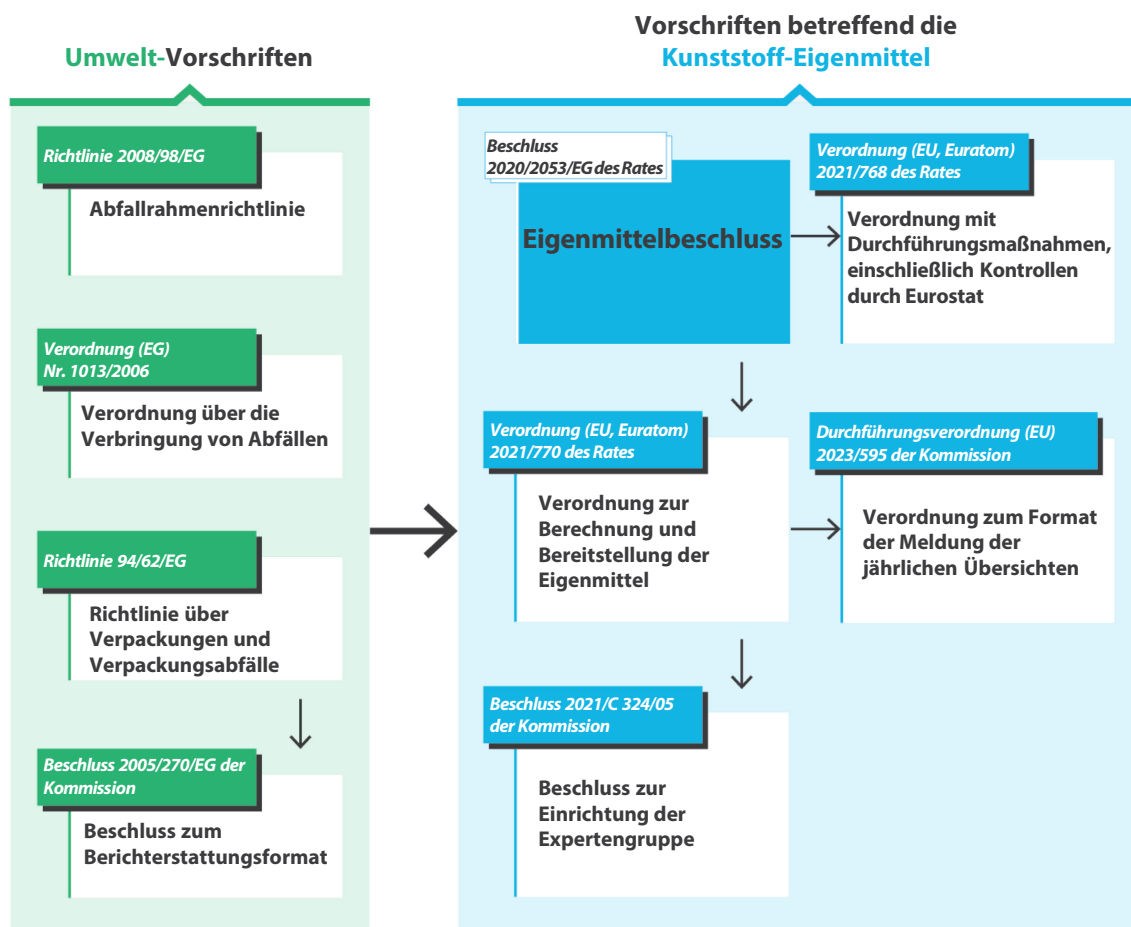 Umwelt-Vorschriften
Richtlinie 2008/98/EG
Abfallrahmenrichtlinie
Verordnung (EG)
Nr. 1013/2006
Verordnung über die
Verbringung von Abfällen
Richtlinie 94/62/EG
Richtlinie über
Verpackungen und
Verpackungsabfälle
Beschluss 2005/270/EG der
Kommission
Beschluss zum
Berichterstattungsformat
Vorschriften betreffend die
Kunststoff-Eigenmittel
Beschluss
2020/2053/EG des Rates
Eigenmittelbeschluss
Verordnung (EU, Euratom)
2021/768 des Rates
Verordnung mit
Durchführungsmaßnahmen,
einschließlich Kontrollen
durch Eurostat
Verordnung (EU, Euratom)
2021/770 des Rates
Verordnung zur
Berechnung und
Bereitstellung der
Eigenmittel
Durchführungsverordnung (EU)
2023/595 der Kommission
Verordnung zum Format
der Meldung der
jährlichen Übersichten
Beschluss 2021/C 324/05
der Kommission
Beschluss zur
Einrichtung der
Expertengruppe